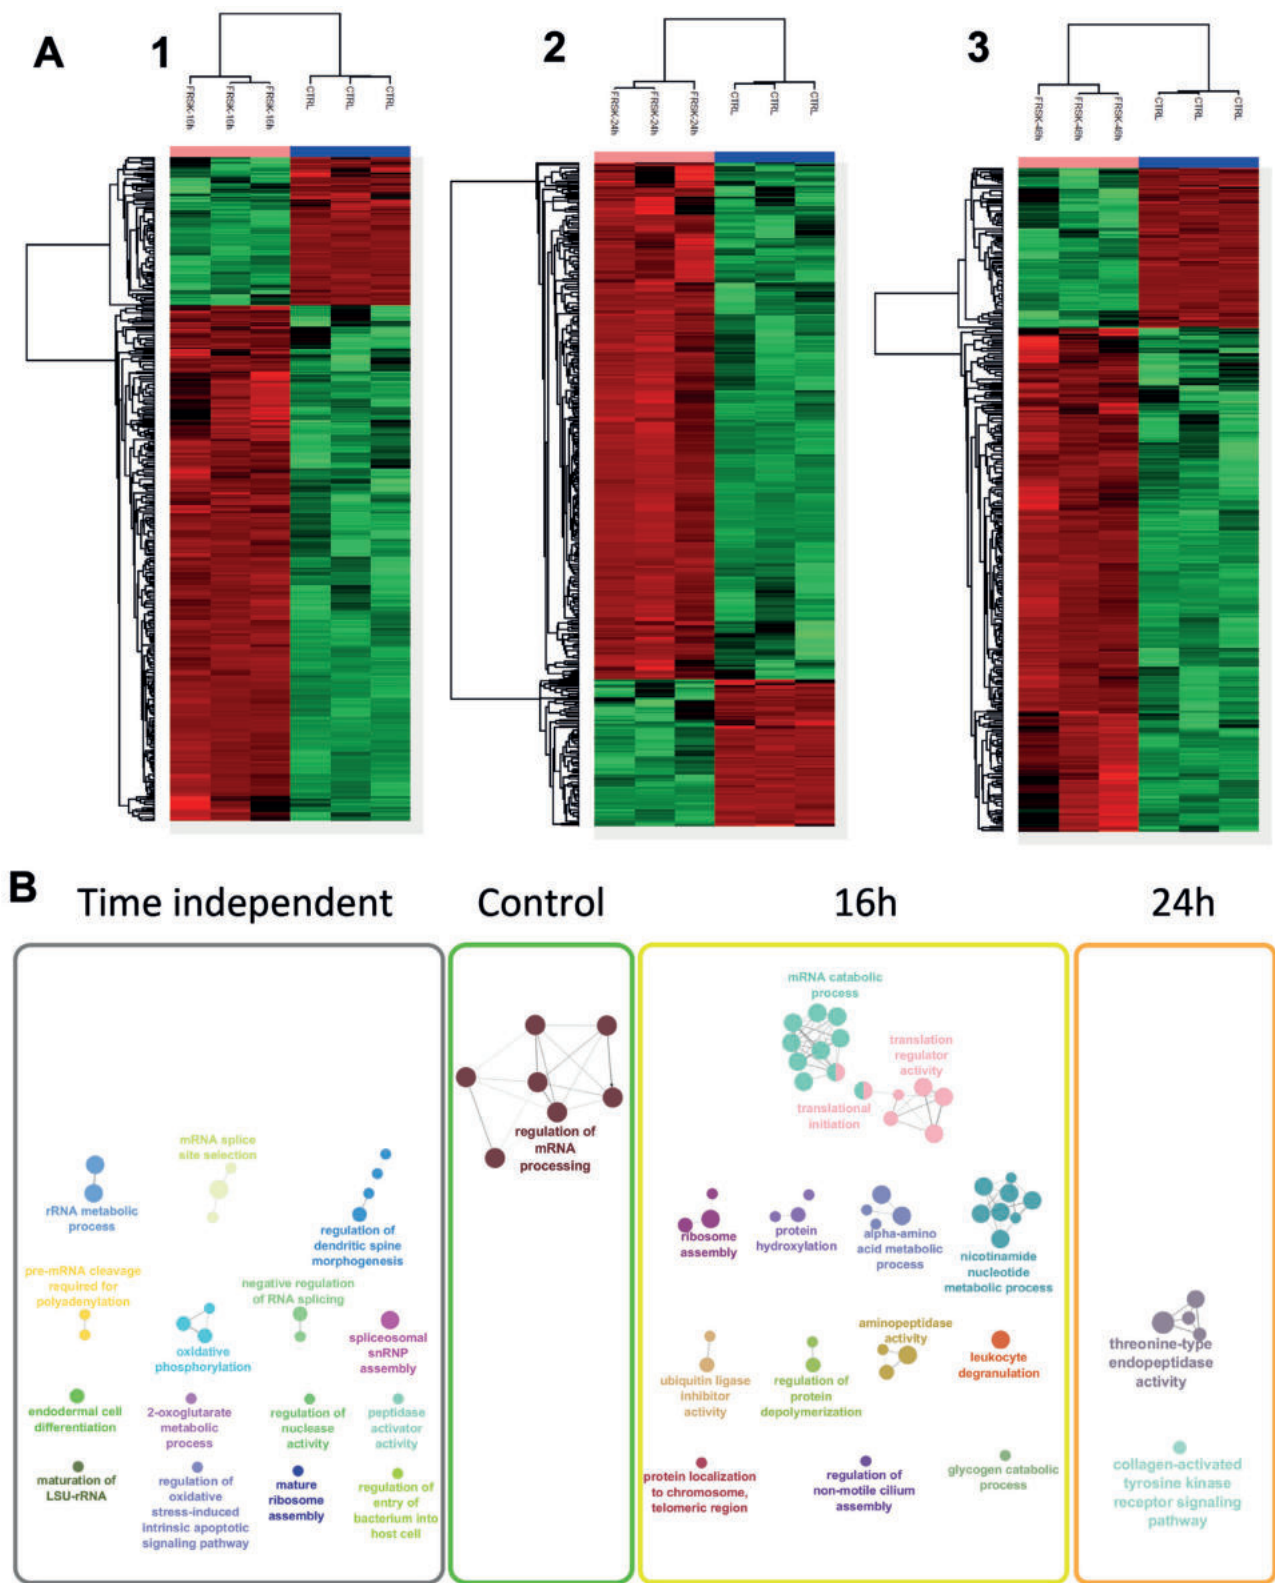 A
1
2
3
FRSK-16h
FRSK-16h
FRSK-16h
CTRL
CTRL
CTRL
FRSK-24h
FRSK-24h
FRSK-24h
CTRL
CTRL
CTRL
FRSK-48h
FRSK-48h
FRSK-48h
CTRL
CTRL
CTRL
B
Time independent
Control
16h
24h
mRNA splice
site selection
rRNA metabolic
process
regulation of
dendritic spine
morphogenesis
pre-mRNA cleavage
required for
polyadenylation
negative regulation
of RNA splicing
oxidative
phosphorylation
spliceosomal
snRNP
assembly
endodermal cell
differentiation
2-oxoglutarate
metabolic
process
regulation of
nuclease
activity
peptidase
activator
activity
maturation of
LSU-rRNA
regulation of
oxidative
stress-induced
intrinsic apoptotic
signaling pathway
mature
ribosome
assembly
regulation of
entry of
bacterium into
host cell
regulation of
mRNA
processing
mRNA catabolic
process
translation
regulator
activity
translational
initiation
ribosome
assembly
protein
hydroxylation
alpha-amino
acid metabolic
process
nicotinamide
nucleotide
metabolic process
ubiquitin ligase
inhibitor
activity
regulation of
protein
depolymerization
aminopeptidase
activity
leukocyte
degranulation
protein localization
to chromosome,
telomeric region
regulation of
non-motile cilium
assembly
glycogen catabolic
process
threonine-type
endopeptidase
activity
collagen-activated
tyrosine kinase
receptor signaling
pathway